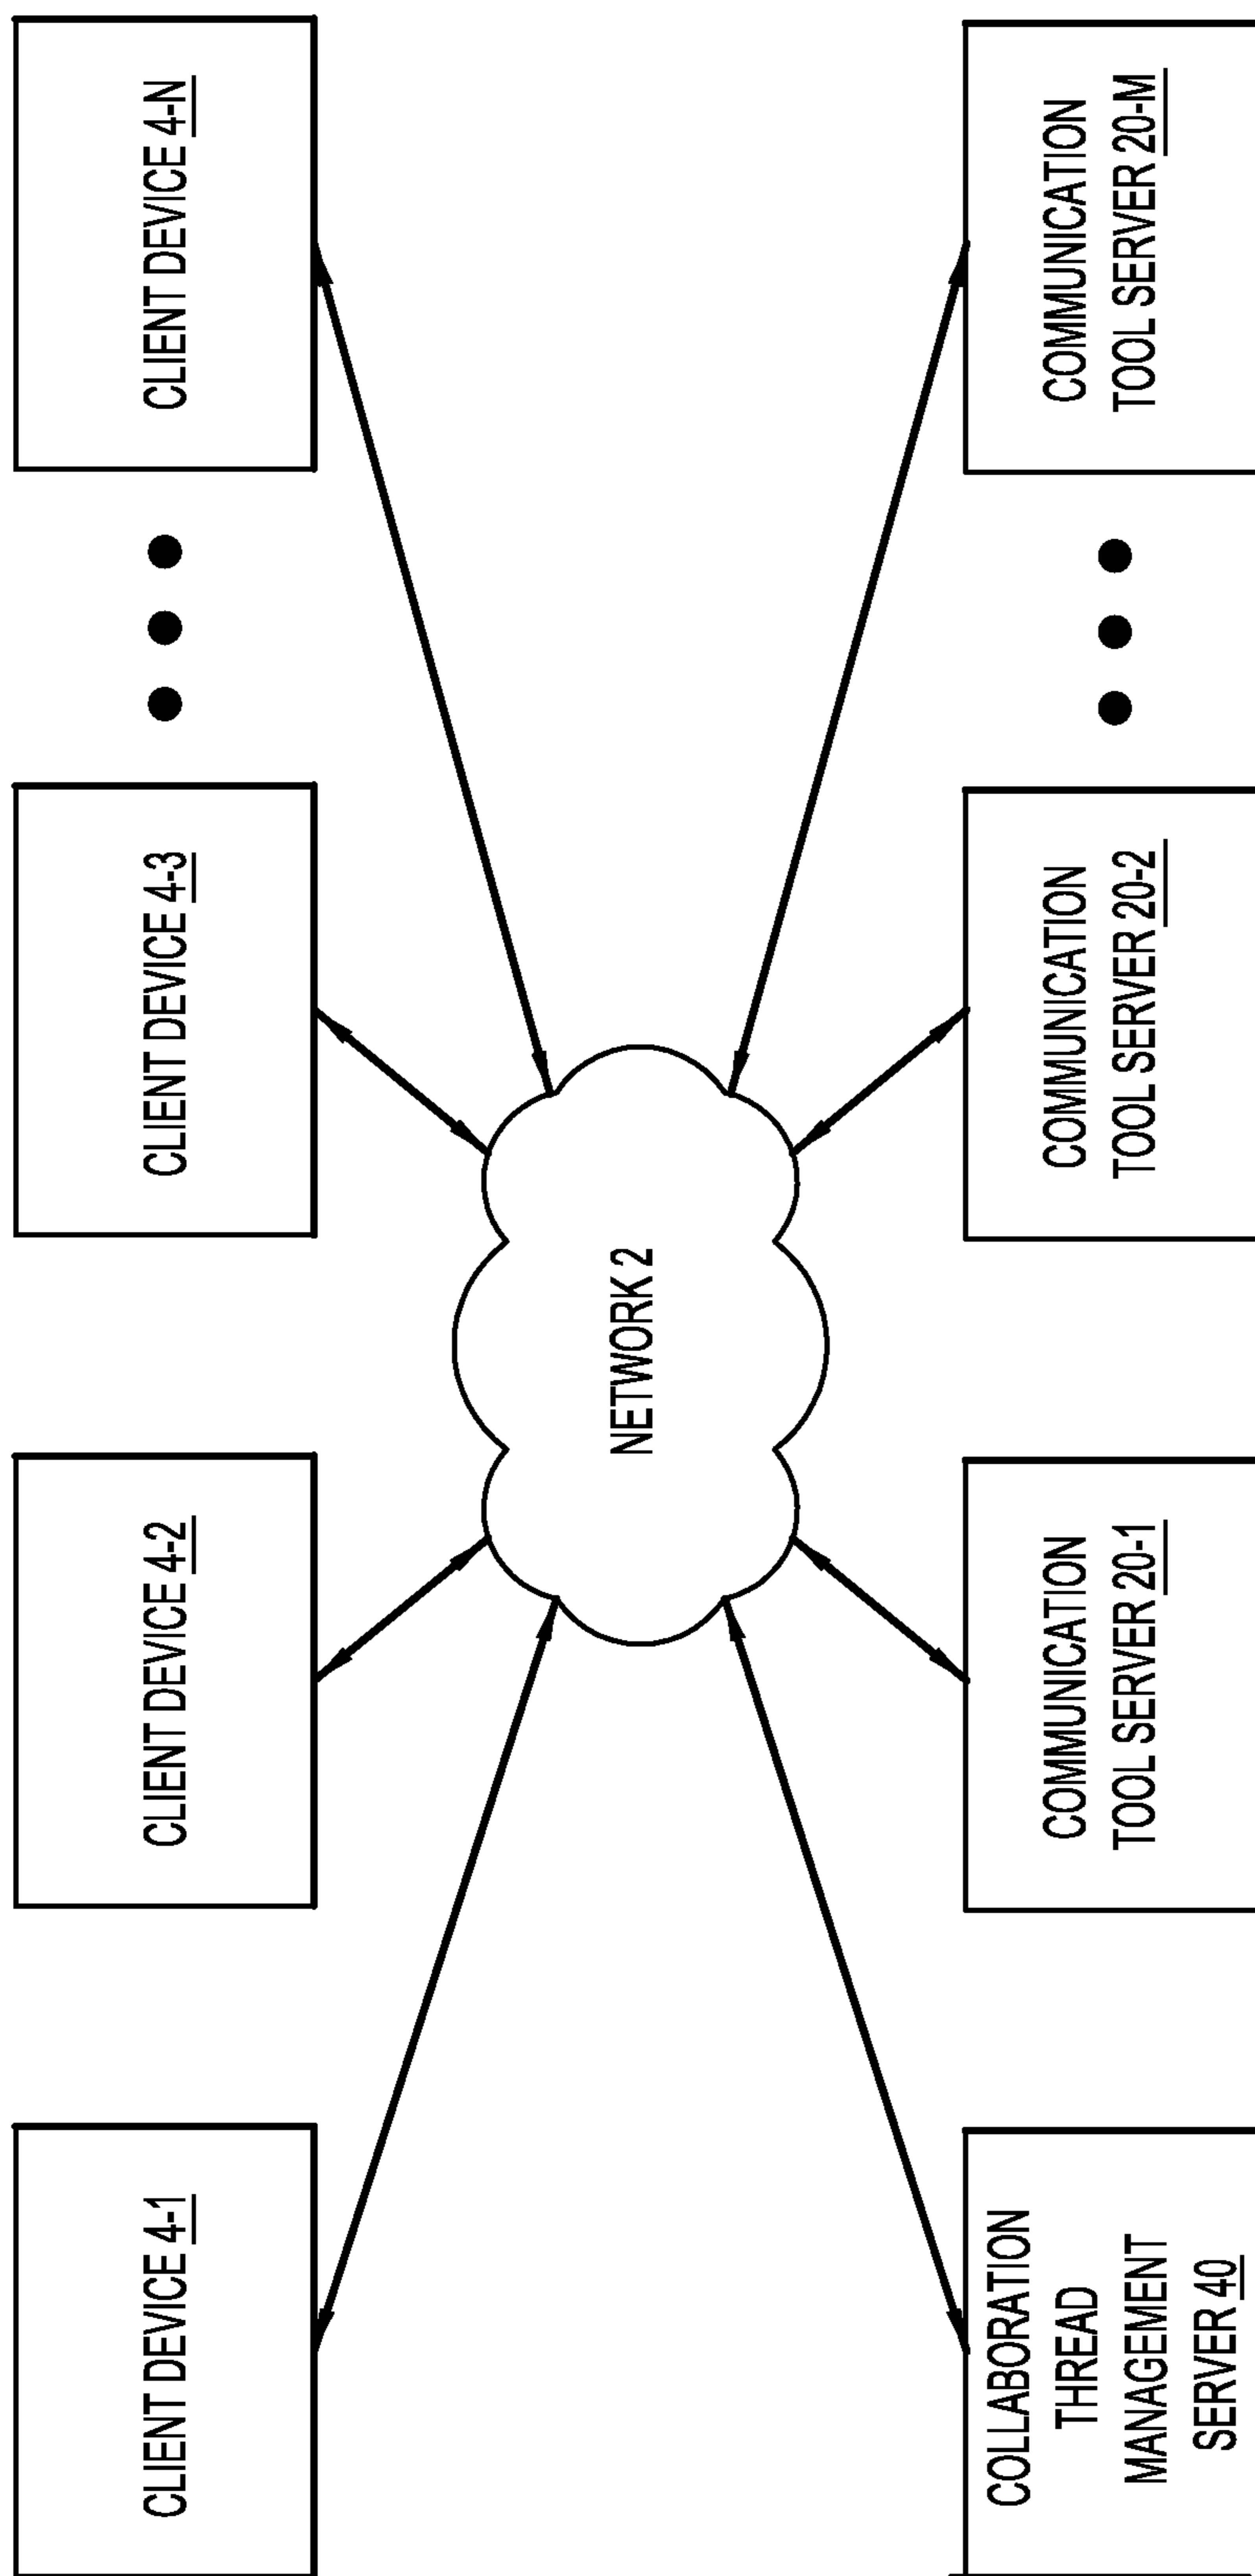 CLIENT DEVICE 4-1
CLIENT DEVICE 4-2
CLIENT DEVICE 4-3
CLIENT DEVICE 4-N
NETWORK 2
COLLABORATION
THREAD
MANAGEMENT
SERVER 40
COMMUNICATION
TOOL SERVER 20-1
COMMUNICATION
TOOL SERVER 20-2
COMMUNICATION
TOOL SERVER 20-M